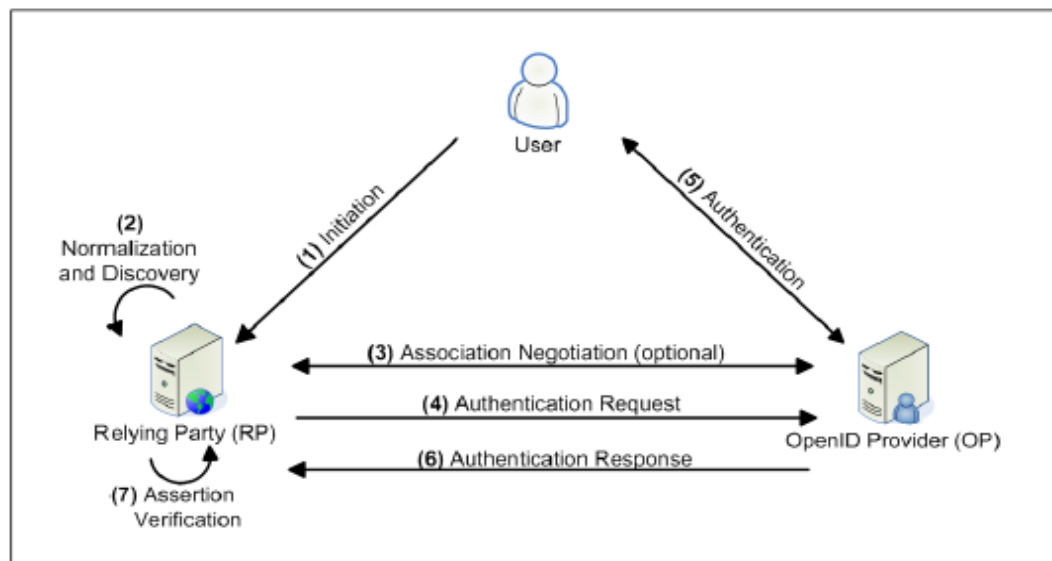 User
(1) Initiation
(5) Authentication
(2)
Normalization
and Discovery
(3) Association Negotiation (optional)
(4) Authentication Request
Relying Party (RP)
OpenID Provider (OP)
(6) Authentication Response
(7) Assertion
Verification